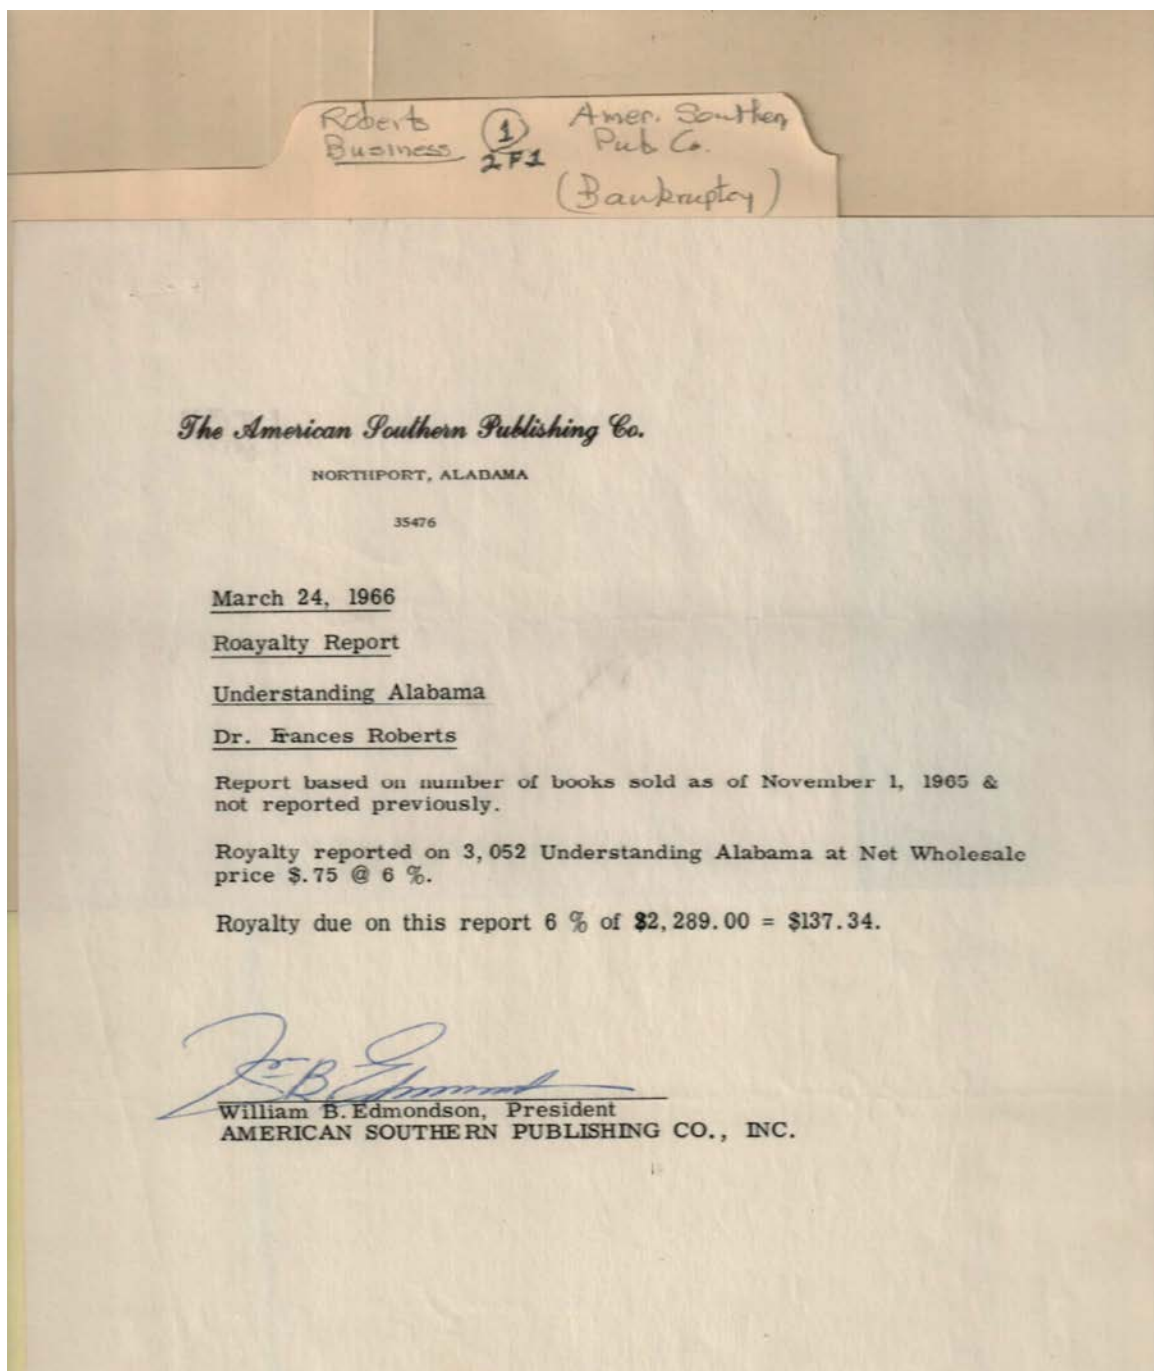 Roberts
Business
1
2F1
Amer. Southern
Pub Co.
(Bankruptcy)
The American Southern Publishing Co.
NORTHPORT, ALABAMA
35476
March 24, 1966
Roayalty Report
Understanding Alabama
Dr. Frances Roberts
Report based on number of books sold as of November 1, 1965 &
not reported previously.
Royalty reported on 3,052 Understanding Alabama at Net Wholesale
price $.75 @ 6 %.
Royalty due on this report 6 % of $2,289.00 = $137.34.
Wm B Edmondson
William B. Edmondson, President
AMERICAN SOUTHERN PUBLISHING CO., INC.